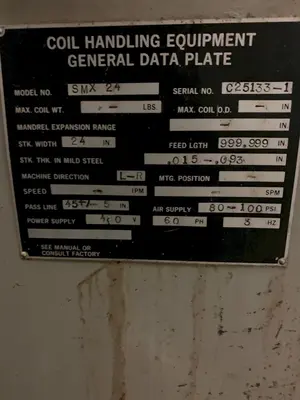 COIL HANDLING EQUIPMENT
GENERAL DATA PLATE
MODEL NO. SMX 24 SERIAL NO. C25133-1
MAX. COIL WT. - LBS MAX. COIL O.D. - IN
MANDREL EXPANSION RANGE - IN
STK. WIDTH 24 IN FEED LGTH 999.999 IN
STK. THK. IN MILD STEEL .015-.093 IN
MACHINE DIRECTION L-R MTG. POSITION -
SPEED - IPM - SPM
PASS LINE 5 IN AIR SUPPLY 80-100 PSI
POWER SUPPLY V 60 PH 3 HZ
SEE MANUAL OR
CONSULT FACTORY